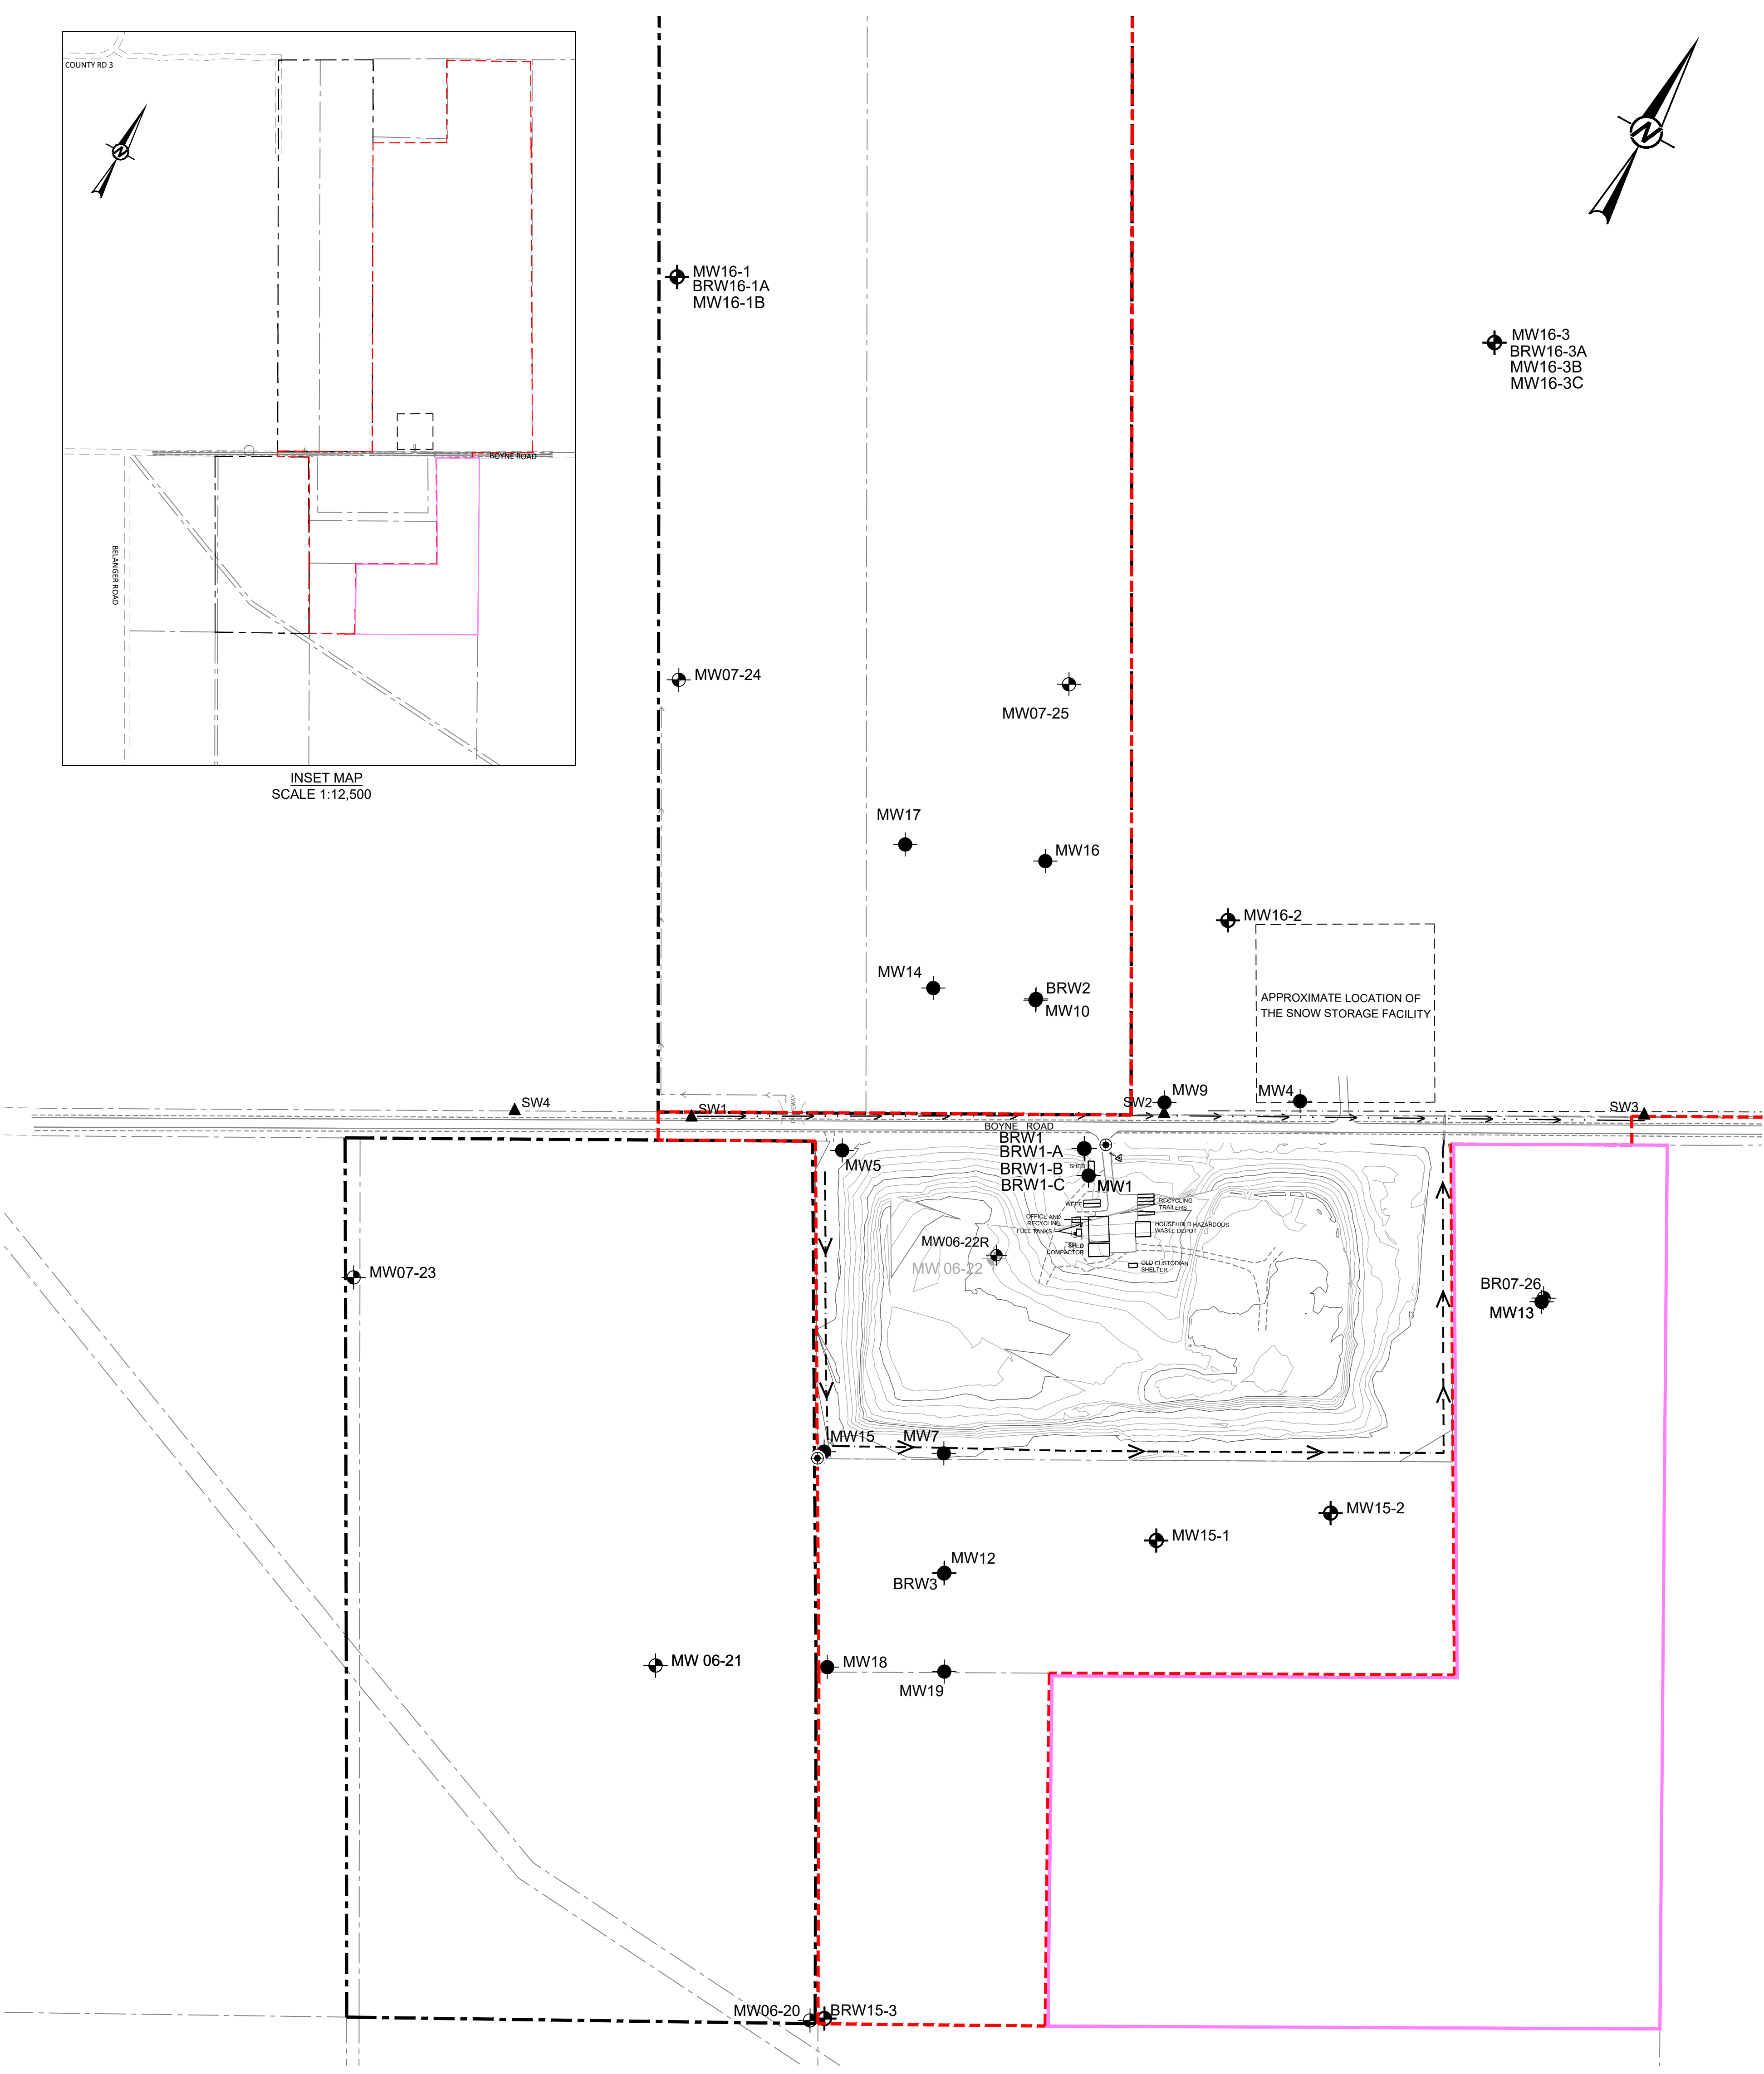 COUNTY RD 3
N
BOYNE ROAD
BELANGER ROAD
INSET MAP
SCALE 1:12,500
N
MW16-1
BRW16-1A
MW16-1B
MW16-3
BRW16-3A
MW16-3B
MW16-3C
MW07-24
MW07-25
MW17
MW16
MW16-2
MW14
BRW2
MW10
APPROXIMATE LOCATION OF
THE SNOW STORAGE FACILITY
SW4
SW1
SW2
MW9
MW4
SW3
BOYNE ROAD
BRW1
BRW1-A
BRW1-B
BRW1-C
MW5
SHED
MW1
RECYCLING
TRAILERS
OFFICE AND
RECYCLING
FUEL TANKS
HOUSEHOLD HAZARDOUS
WASTE DEPOT
SHED
COMPACTOR
OLD CUSTODIAN
SHELTER
MW06-22R
MW 06-22
MW07-23
BR07-26
MW13
MW15
MW7
MW15-2
MW15-1
MW12
BRW3
MW 06-21
MW18
MW19
MW06-20
BRW15-3